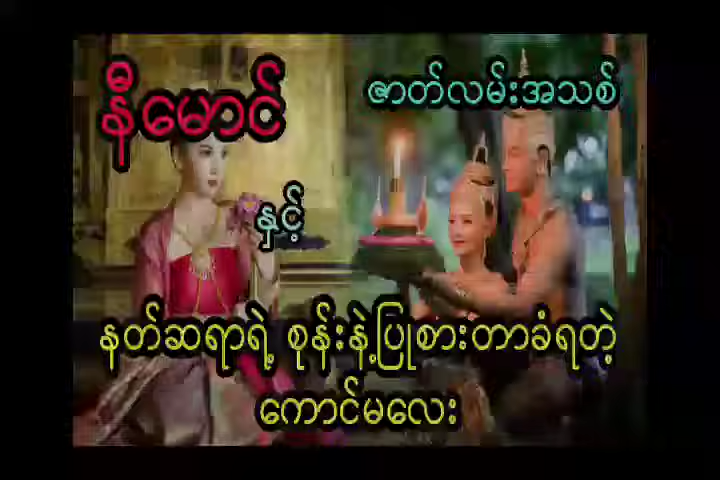 နီမောင်
ဇာတ်လမ်းအသစ်
နှင့်
နတ်ဆရာရဲ့ စုန်းနဲ့ပြုစားတာခံရတဲ့
ကောင်မလေး